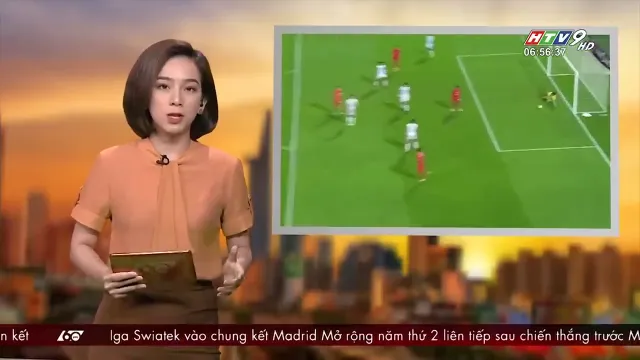 HTV9 HD
06:56:37
n kết 60 Iga Swiatek vào chung kết Madrid Mở rộng năm thứ 2 liên tiếp sau chiến thắng trước M